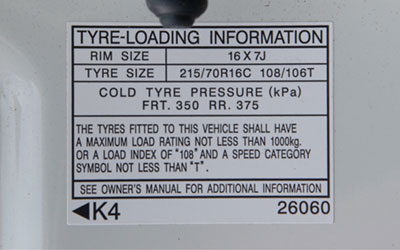 TYRE-LOADING INFORMATION
RIM SIZE 16 X 7J
TYRE SIZE 215/70R16C 108/106T
COLD TYRE PRESSURE (kPa)
FRT. 350 RR. 375
THE TYRES FITTED TO THIS VEHICLE SHALL HAVE
A MAXIMUM LOAD RATING NOT LESS THAN 1000kg.
OR A LOAD INDEX OF "108" AND A SPEED CATEGORY
SYMBOL NOT LESS THAN "T".
SEE OWNER'S MANUAL FOR ADDITIONAL INFORMATION
◀K4 26060